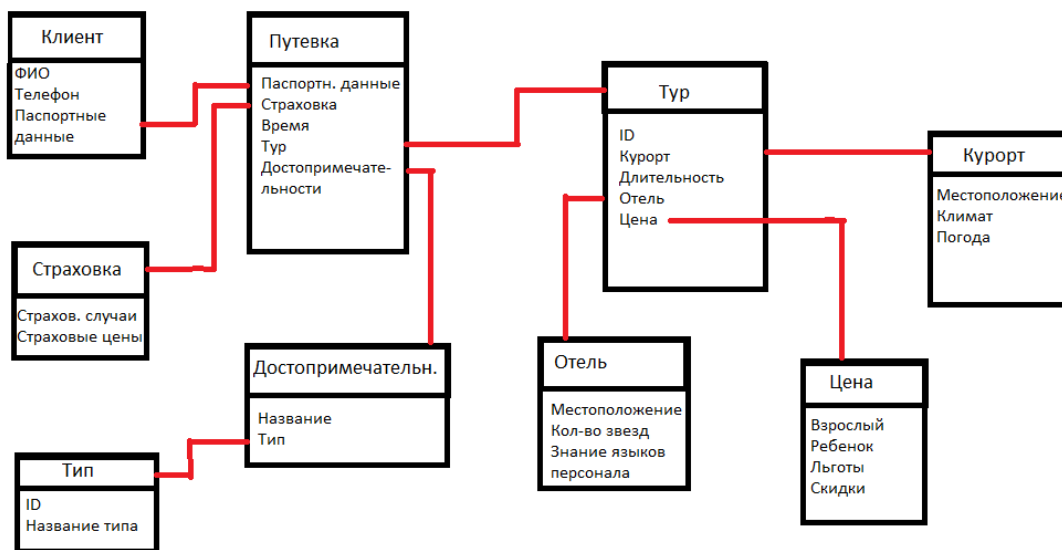 Клиент
ФИО
Телефон
Паспортные
данные
Путевка
Паспортн. данные
Страховка
Время
Тур
Достопримечате-
льности
Тур
ID
Курорт
Длительность
Отель
Цена
Курорт
Местоположение
Климат
Погода
Страховка
Страхов. случаи
Страховые цены
Достопримечательн.
Название
Тип
Тип
ID
Название типа
Отель
Местоположение
Кол-во звезд
Знание языков
персонала
Цена
Взрослый
Ребенок
Льготы
Скидки